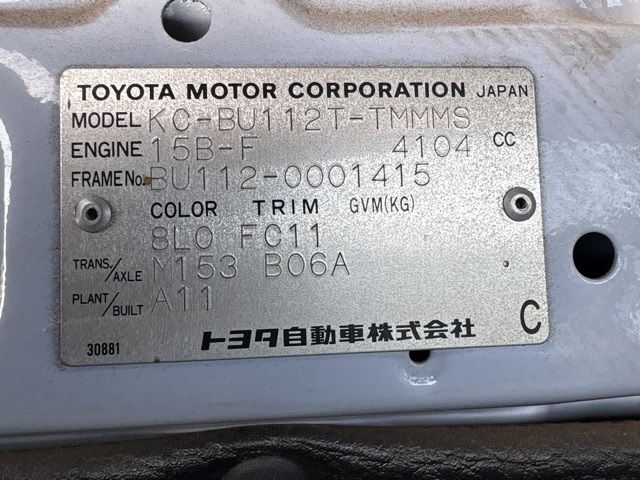 TOYOTA MOTOR CORPORATION JAPAN
MODEL KC-BU112T-TMMMS
ENGINE 15B-F 4104 CC
FRAME No. BU112-0001415
COLOR TRIM GVM(KG)
8L0 FC11
TRANS./AXLE M153 B06A
PLANT/BUILT A11
トヨタ自動車株式会社 C
30881